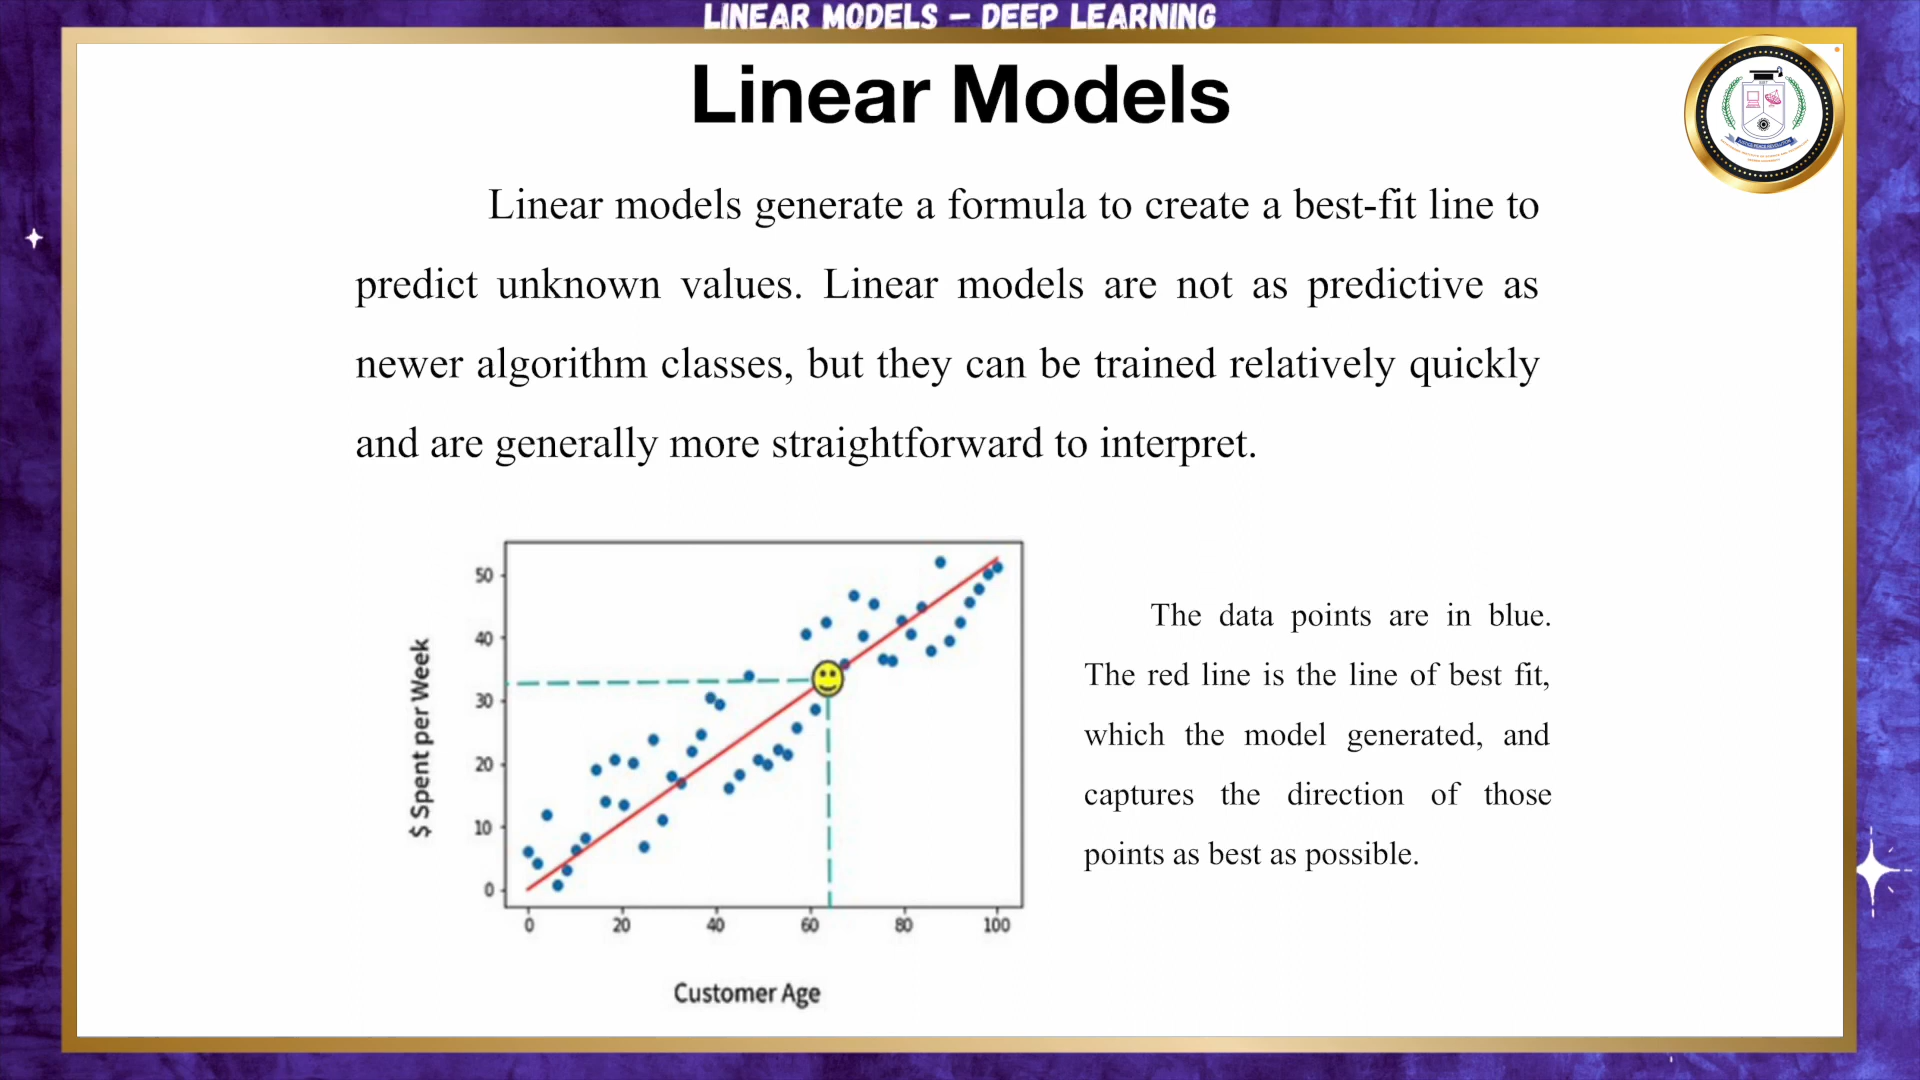 LINEAR MODELS – DEEP LEARNING
Linear Models
Linear models generate a formula to create a best-fit line to
predict unknown values. Linear models are not as predictive as
newer algorithm classes, but they can be trained relatively quickly
and are generally more straightforward to interpret.
$ Spent per Week
50
40
30
20
10
0
0 20 40 60 80 100
Customer Age
The data points are in blue.
The red line is the line of best fit,
which the model generated, and
captures the direction of those
points as best as possible.